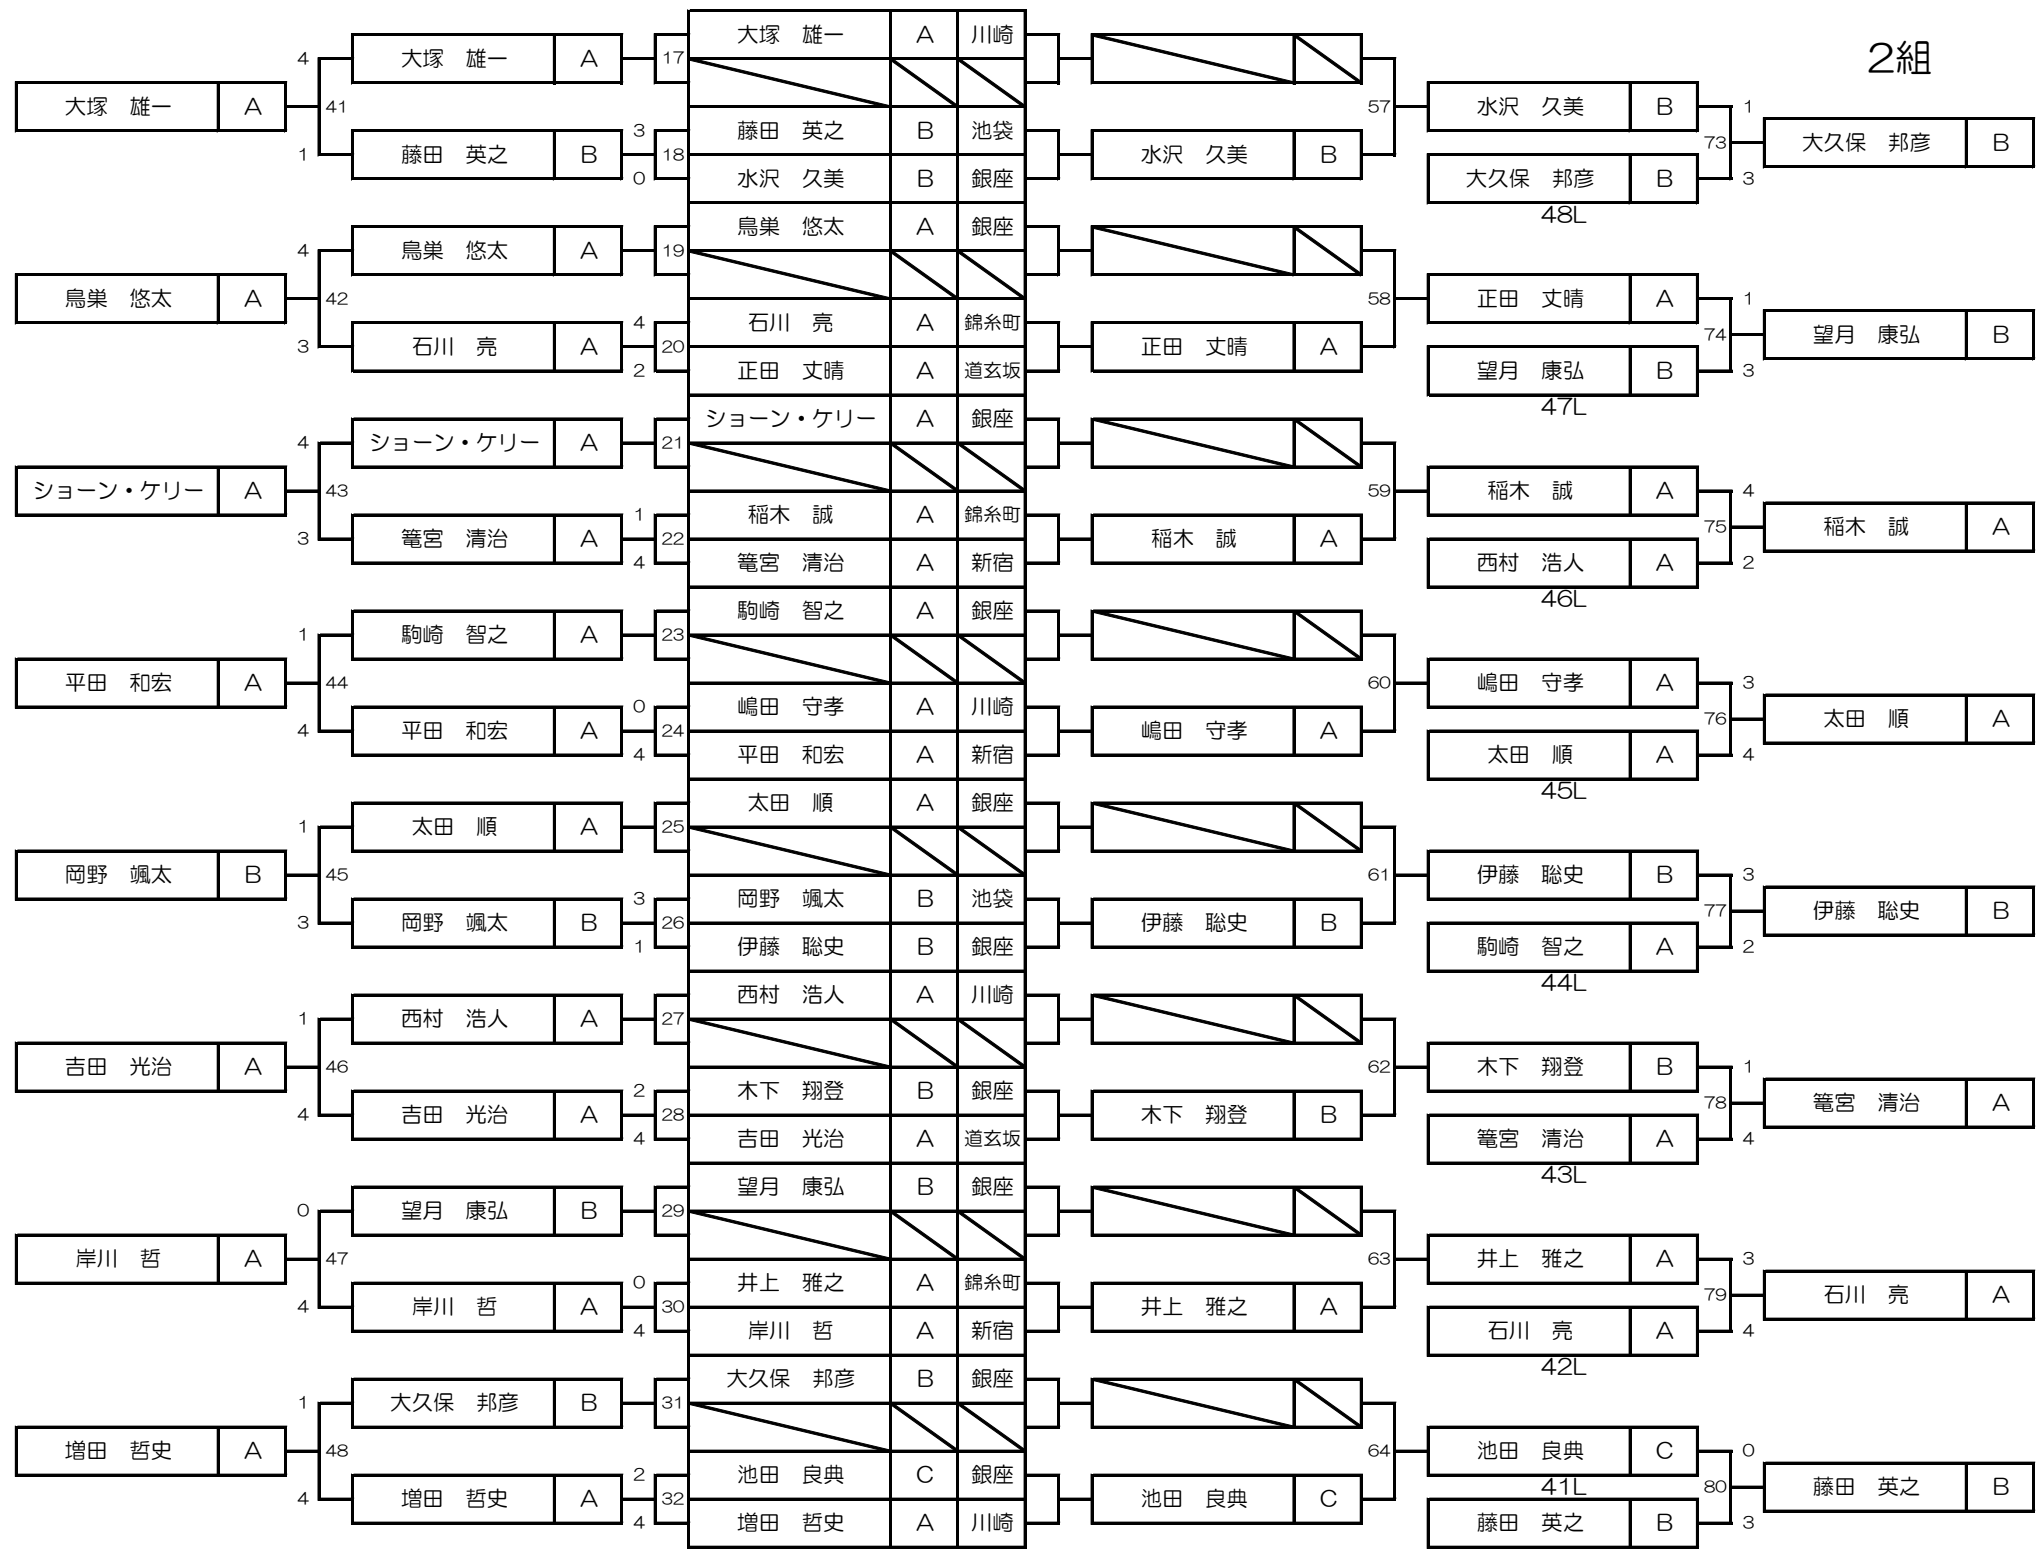 2組
大塚　雄一 A 川崎
4 大塚　雄一 A 17
大塚　雄一 A 41 57 水沢　久美 B 1
3 藤田　英之 B 池袋
73 大久保　邦彦 B
1 藤田　英之 B 18 水沢　久美 B
0 水沢　久美 B 銀座 大久保　邦彦 B 3
48L
鳥巣　悠太 A 銀座
4 鳥巣　悠太 A 19
鳥巣　悠太 A 42 58 正田　丈晴 A 1
4 石川　亮 A 錦糸町
74 望月　康弘 B
3 石川　亮 A 20 正田　丈晴 A
2 正田　丈晴 A 道玄坂 望月　康弘 B 3
47L
ショーン・ケリー A 銀座
4 ショーン・ケリー A 21
ショーン・ケリー A 43 59 稲木　誠 A 4
1 稲木　誠 A 錦糸町
75 稲木　誠 A
3 篭宮　清治 A 22 稲木　誠 A
4 篭宮　清治 A 新宿 西村　浩人 A 2
46L
駒崎　智之 A 銀座
1 駒崎　智之 A 23
平田　和宏 A 44 60 嶋田　守孝 A 3
0 嶋田　守孝 A 川崎
76 太田　順 A
4 平田　和宏 A 24 嶋田　守孝 A
4 平田　和宏 A 新宿 太田　順 A 4
45L
太田　順 A 銀座
1 太田　順 A 25
岡野　颯太 B 45 61 伊藤　聡史 B 3
3 岡野　颯太 B 池袋
77 伊藤　聡史 B
3 岡野　颯太 B 26 伊藤　聡史 B
1 伊藤　聡史 B 銀座 駒崎　智之 A 2
44L
西村　浩人 A 川崎
1 西村　浩人 A 27
吉田　光治 A 46 62 木下　翔登 B 1
2 木下　翔登 B 銀座
78 篭宮　清治 A
4 吉田　光治 A 28 木下　翔登 B
4 吉田　光治 A 道玄坂 篭宮　清治 A 4
43L
望月　康弘 B 銀座
0 望月　康弘 B 29
岸川　哲 A 47 63 井上　雅之 A 3
0 井上　雅之 A 錦糸町
79 石川　亮 A
4 岸川　哲 A 30 井上　雅之 A
4 岸川　哲 A 新宿 石川　亮 A 4
42L
大久保　邦彦 B 銀座
1 大久保　邦彦 B 31
増田　哲史 A 48 64 池田　良典 C 0
2 池田　良典 C 銀座
41L 80 藤田　英之 B
4 増田　哲史 A 32 池田　良典 C
4 増田　哲史 A 川崎 藤田　英之 B 3